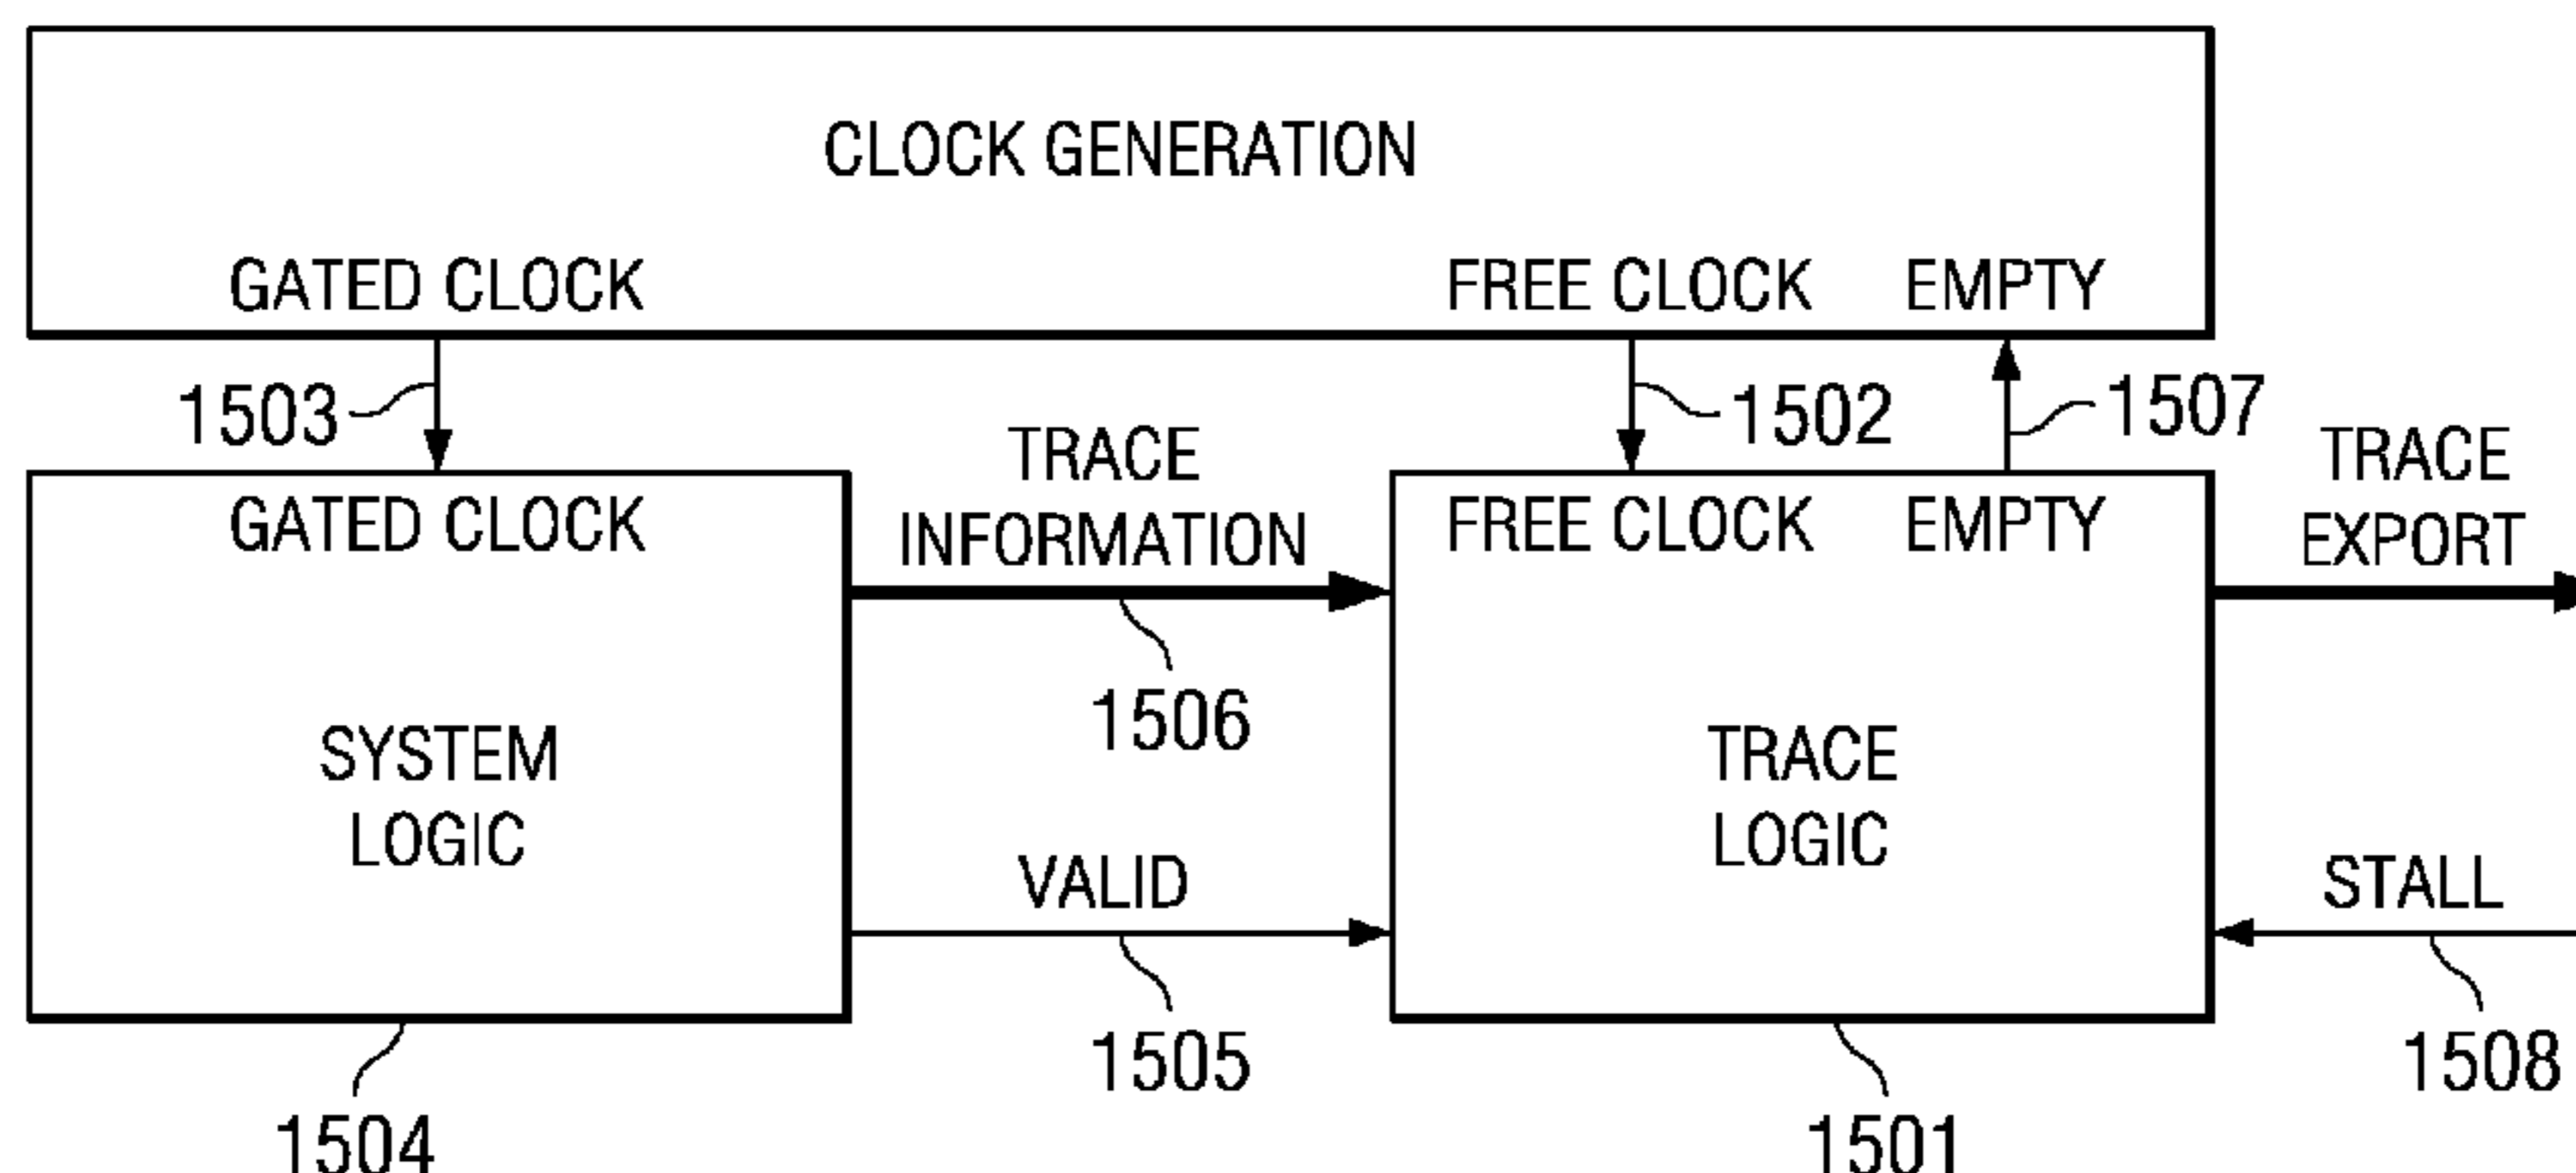 CLOCK GENERATION
GATED CLOCK
FREE CLOCK
EMPTY
1503
1502
1507
TRACE
INFORMATION
TRACE
EXPORT
GATED CLOCK
FREE CLOCK
EMPTY
1506
SYSTEM
LOGIC
TRACE
LOGIC
VALID
STALL
1505
1508
1504
1501